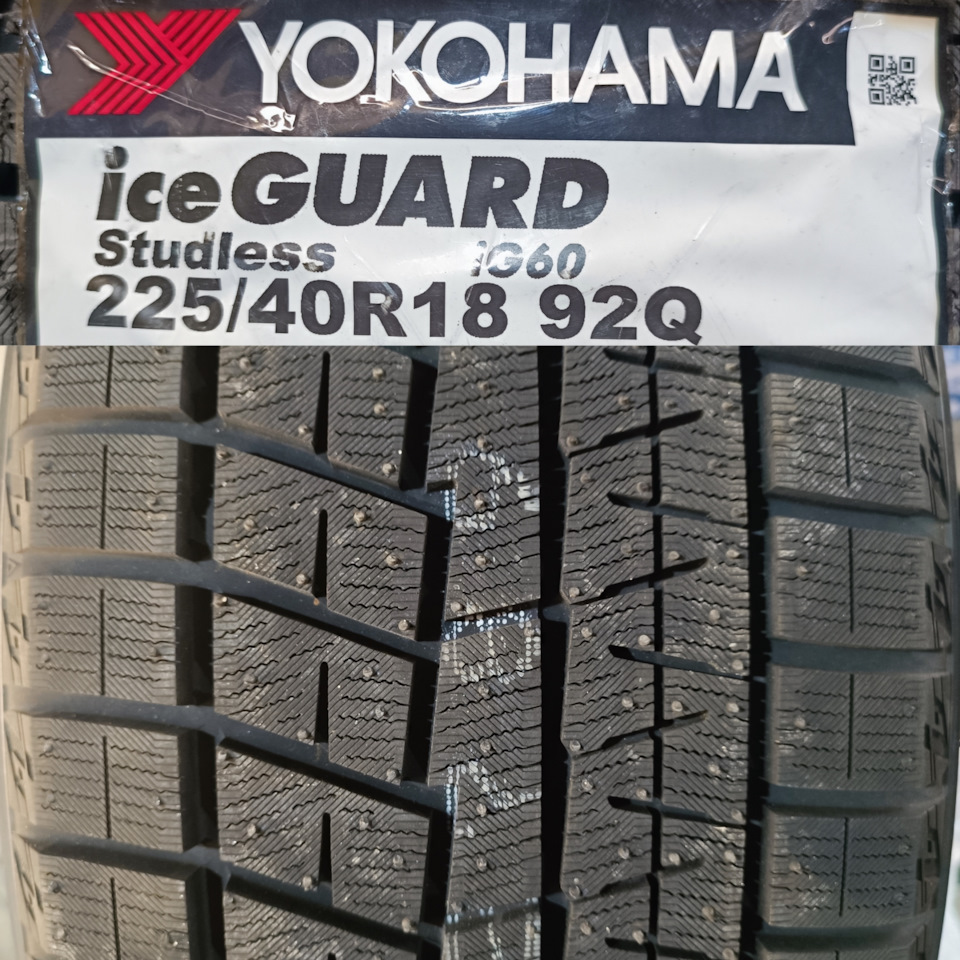 YOKOHAMA
iceGUARD
Studless iG60
225/40R18 92Q